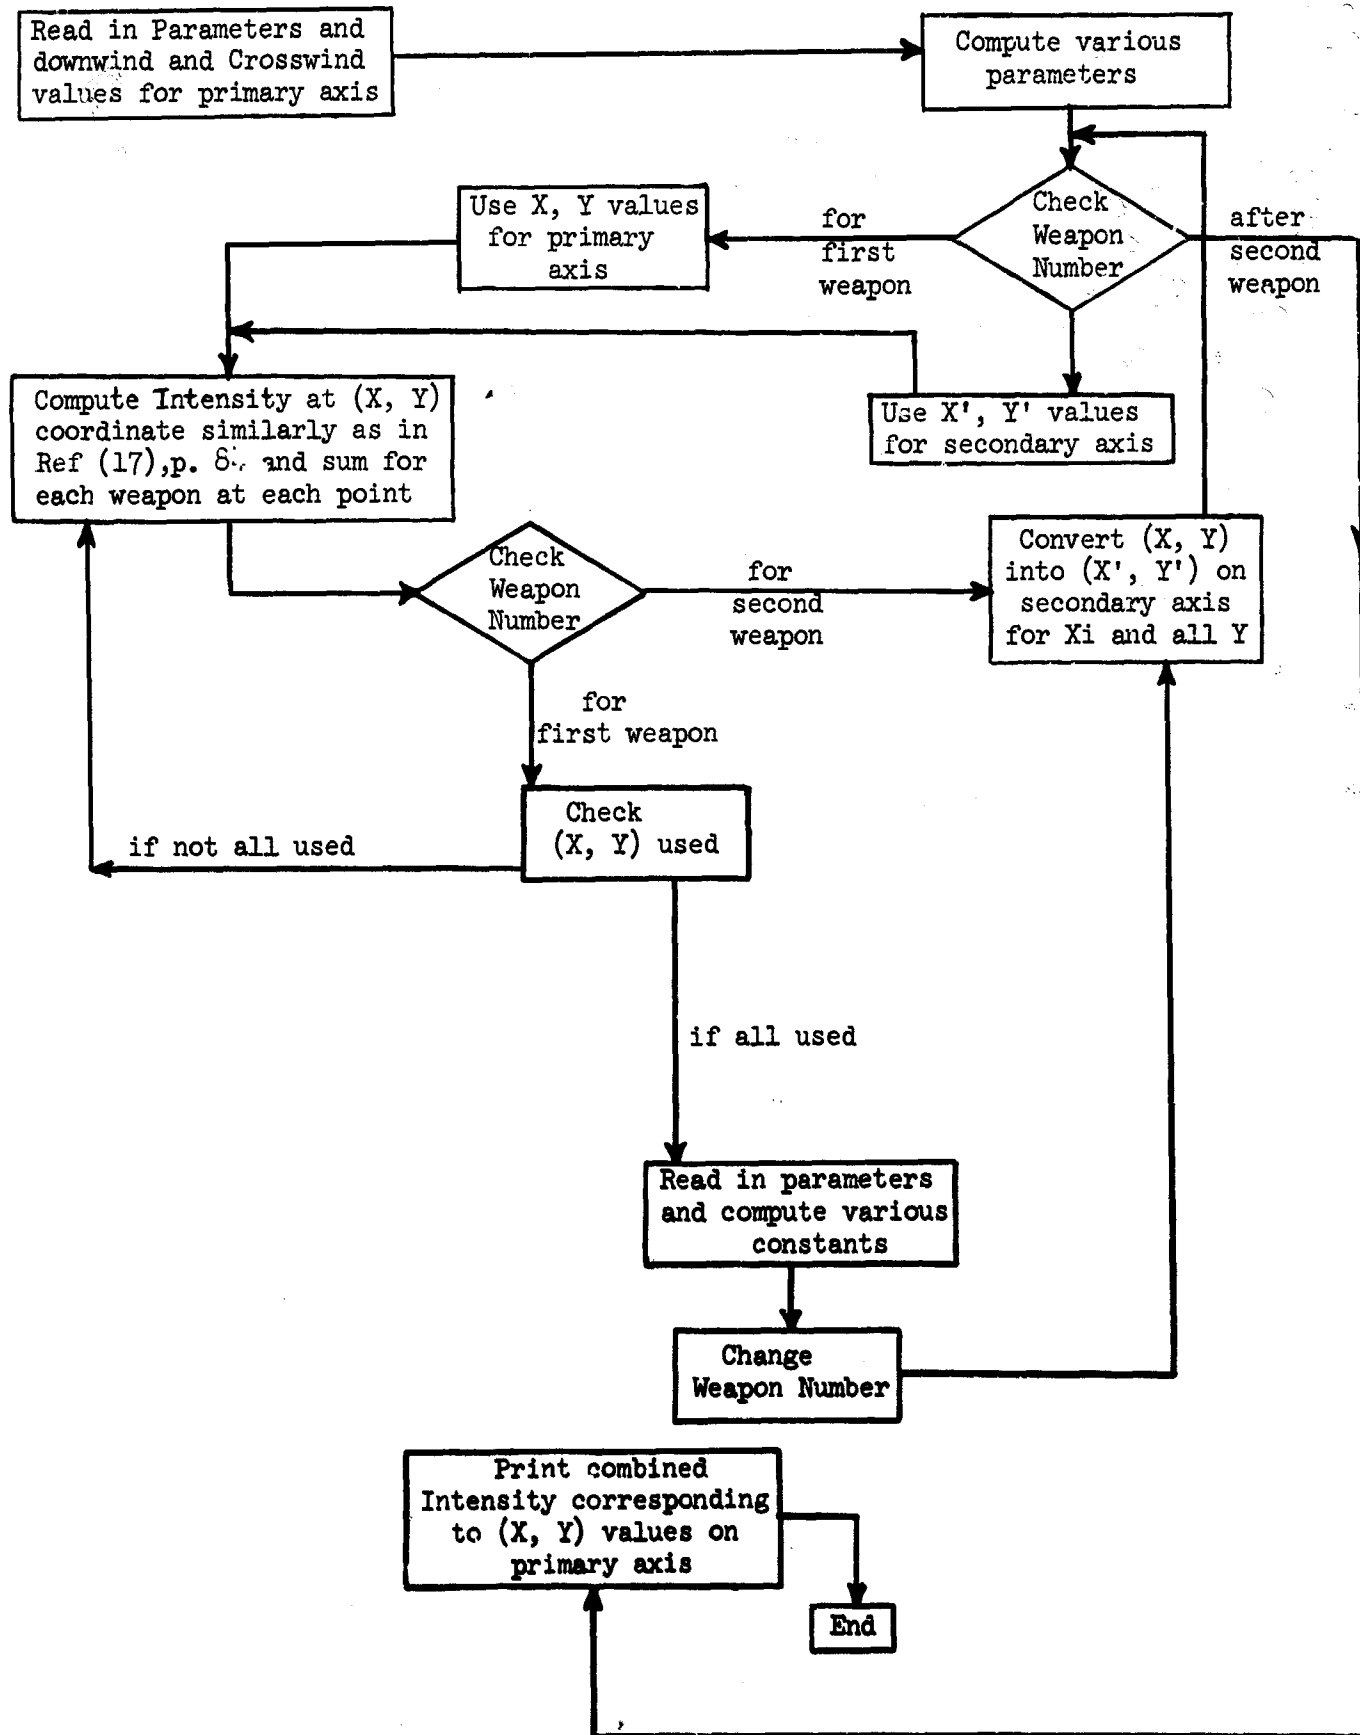 Read in Parameters and
downwind and Crosswind
values for primary axis
Compute various
parameters
Check
Weapon
Number
for
first
weapon
after
second
weapon
Use X, Y values
for primary
axis
Use X', Y' values
for secondary axis
Compute Intensity at (X, Y)
coordinate similarly as in
Ref (17),p. and sum for
each weapon at each point
Check
Weapon
Number
for
second
weapon
Convert (X, Y)
into (X', Y') on
secondary axis
for Xi and all Y
for
first weapon
Check
(X, Y) used
if not all used
if all used
Read in parameters
and compute various
constants
Change
Weapon Number
Print combined
Intensity corresponding
to (X, Y) values on
primary axis
End